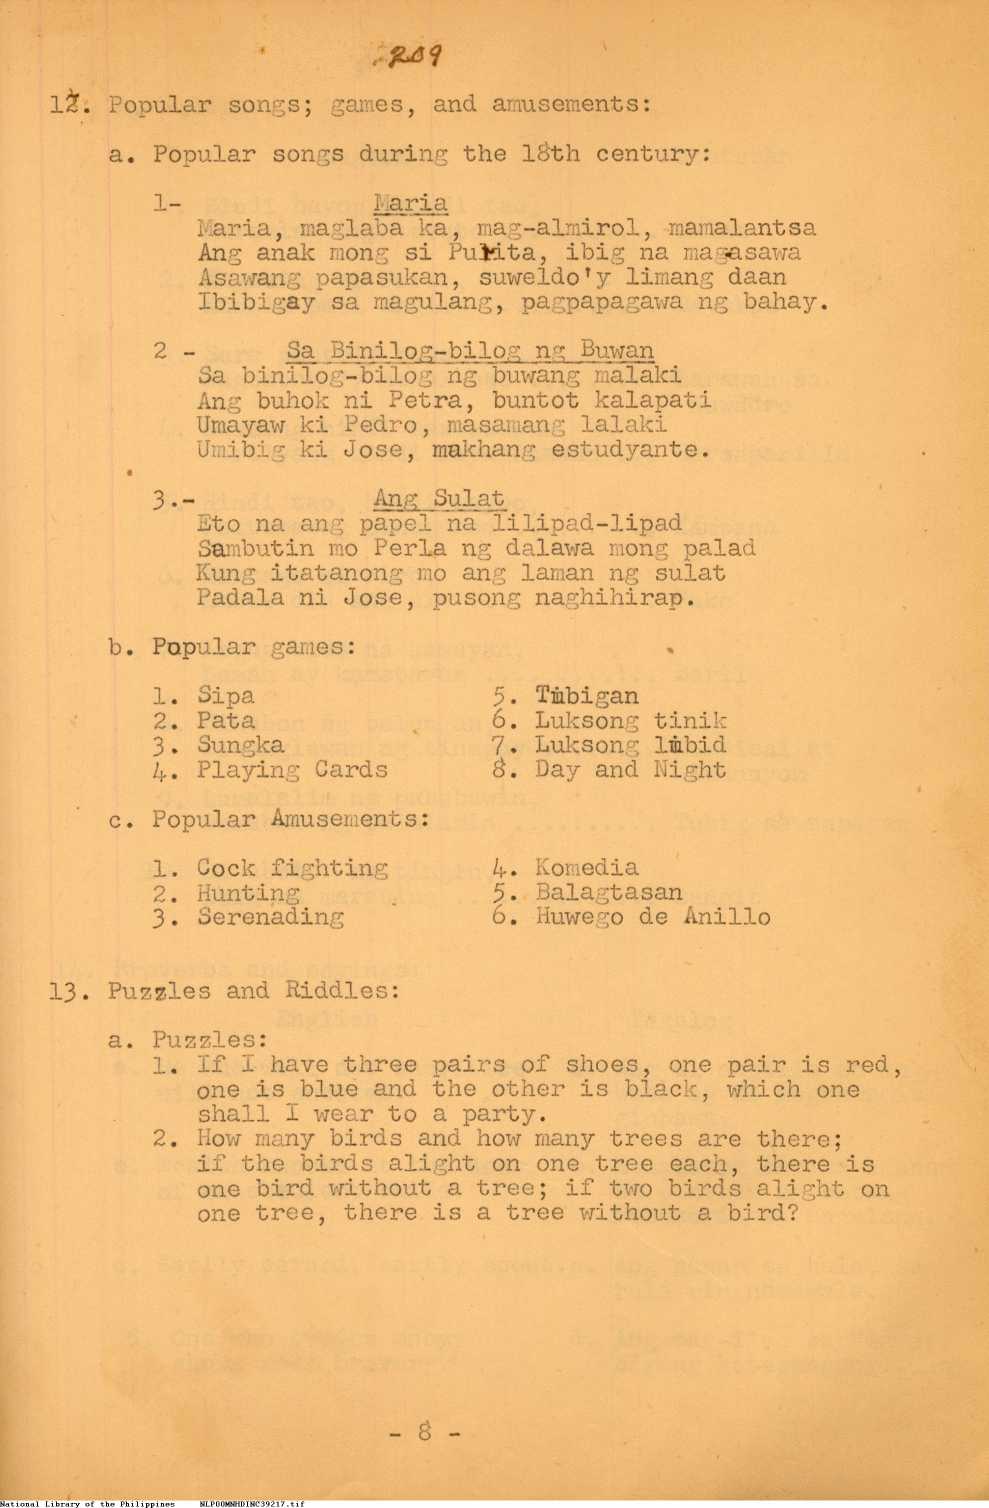 209
12. Popular songs; games, and amusements:
a. Popular songs during the 18th century:
1- Maria
Maria, maglaba ka, mag-almirol, mamalantsa
Ang anak mong si Purita, ibig na magasawa
Asawang papasukan, suweldo'y limang daan
Ibibigay sa magulang, pagpapagawa ng bahay.
2 - Sa Binilog-bilog ng Buwan
Sa binilog-bilog ng buwang malaki
Ang buhok ni Petra, buntot kalapati
Umayaw ki Pedro, masamang lalaki
Umibig ki Jose, mukhang estudyante.
3.- Ang Sulat
Eto na ang papel na lilipad-lipad
Sambutin mo Perla ng dalawa mong palad
Kung itatanong mo ang laman ng sulat
Padala ni Jose, pusong naghihirap.
b. Popular games:
1. Sipa 5. Tubigan
2. Pata 6. Luksong tinik
3. Sungka 7. Luksong lubid
4. Playing Cards 8. Day and Night
c. Popular Amusements:
1. Cock fighting 4. Komedia
2. Hunting 5. Balagtasan
3. Serenading 6. Huwego de Anillo
13. Puzzles and Riddles:
a. Puzzles:
1. If I have three pairs of shoes, one pair is red,
one is blue and the other is black, which one
shall I wear to a party.
2. How many birds and how many trees are there;
if the birds alight on one tree each, there is
one bird without a tree; if two birds alight on
one tree, there is a tree without a bird?
- 8 -
National Library of the Philippines NLPOOMNHDINC39217.tif